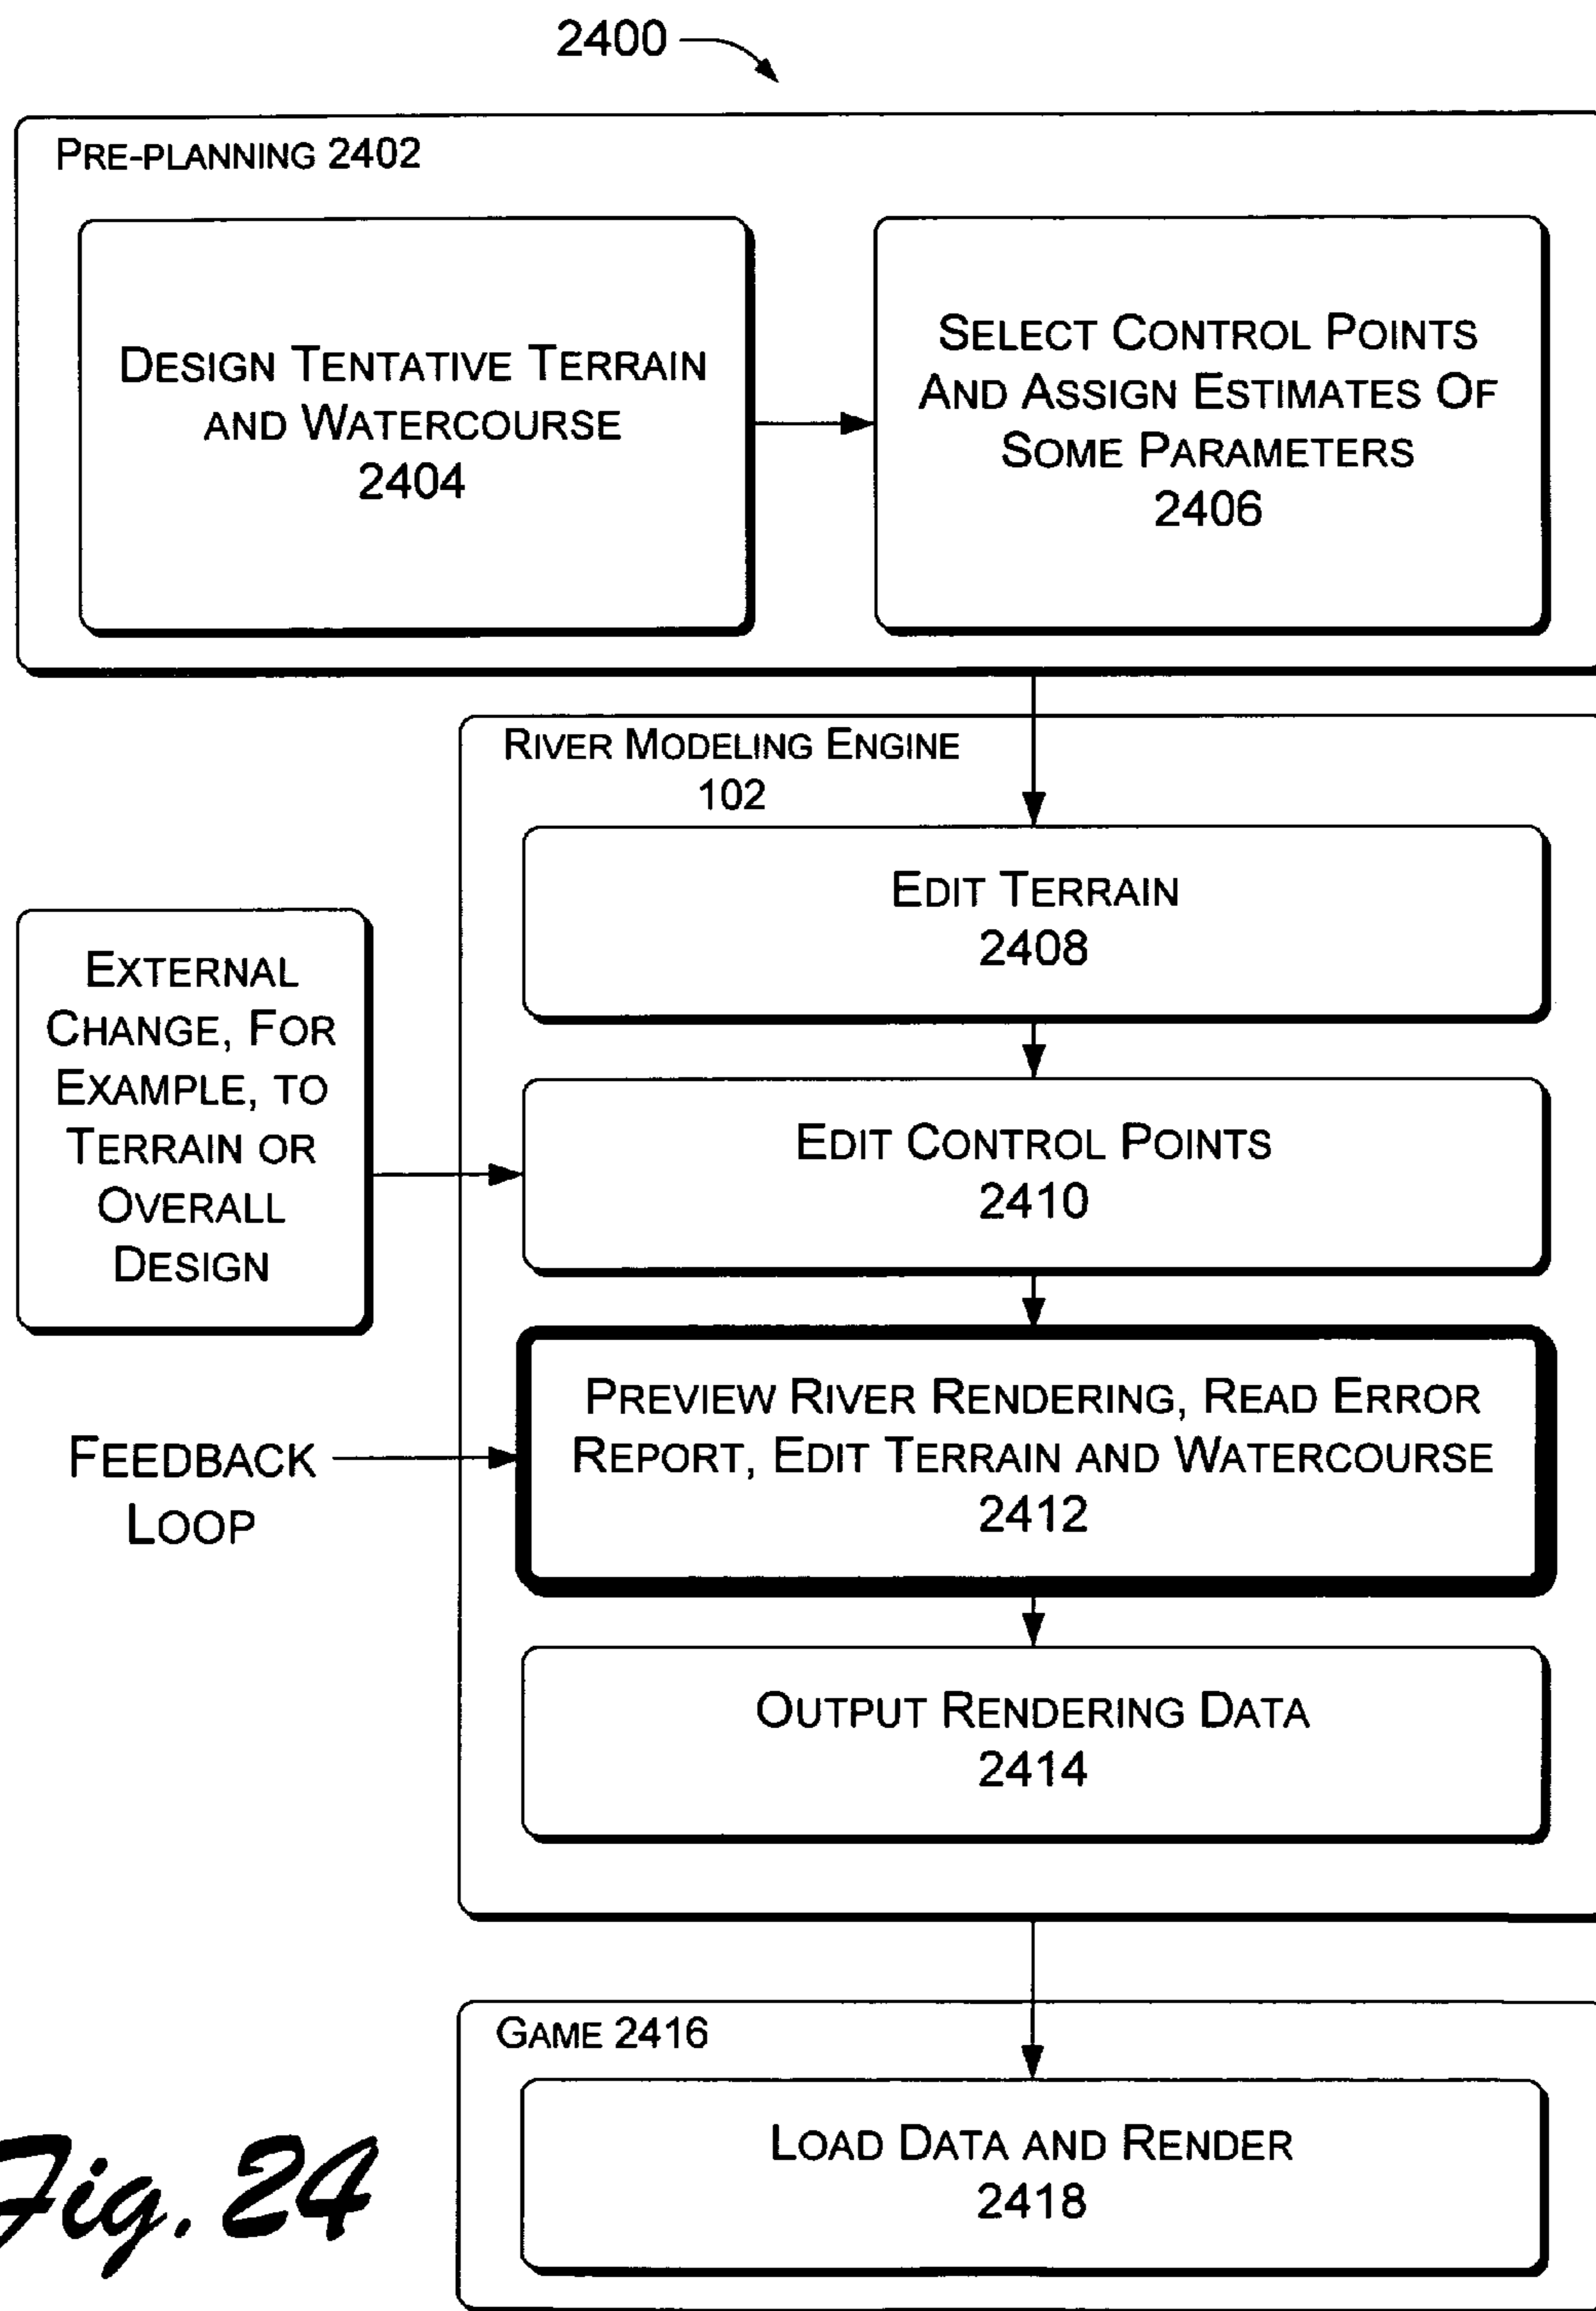 2400
PRE-PLANNING 2402
DESIGN TENTATIVE TERRAIN
AND WATERCOURSE
2404
SELECT CONTROL POINTS
AND ASSIGN ESTIMATES OF
SOME PARAMETERS
2406
RIVER MODELING ENGINE
102
EDIT TERRAIN
2408
EXTERNAL
CHANGE, FOR
EXAMPLE, TO
TERRAIN OR
OVERALL
DESIGN
EDIT CONTROL POINTS
2410
FEEDBACK
LOOP
PREVIEW RIVER RENDERING, READ ERROR
REPORT, EDIT TERRAIN AND WATERCOURSE
2412
OUTPUT RENDERING DATA
2414
GAME 2416
LOAD DATA AND RENDER
2418
Fig. 24